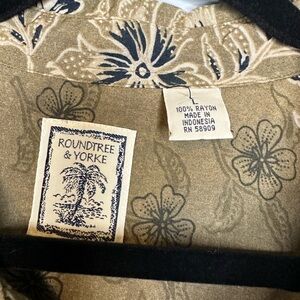 L
100% RAYON
MADE IN
INDONESIA
RN 58909
ROUNDTREE
& YORKE